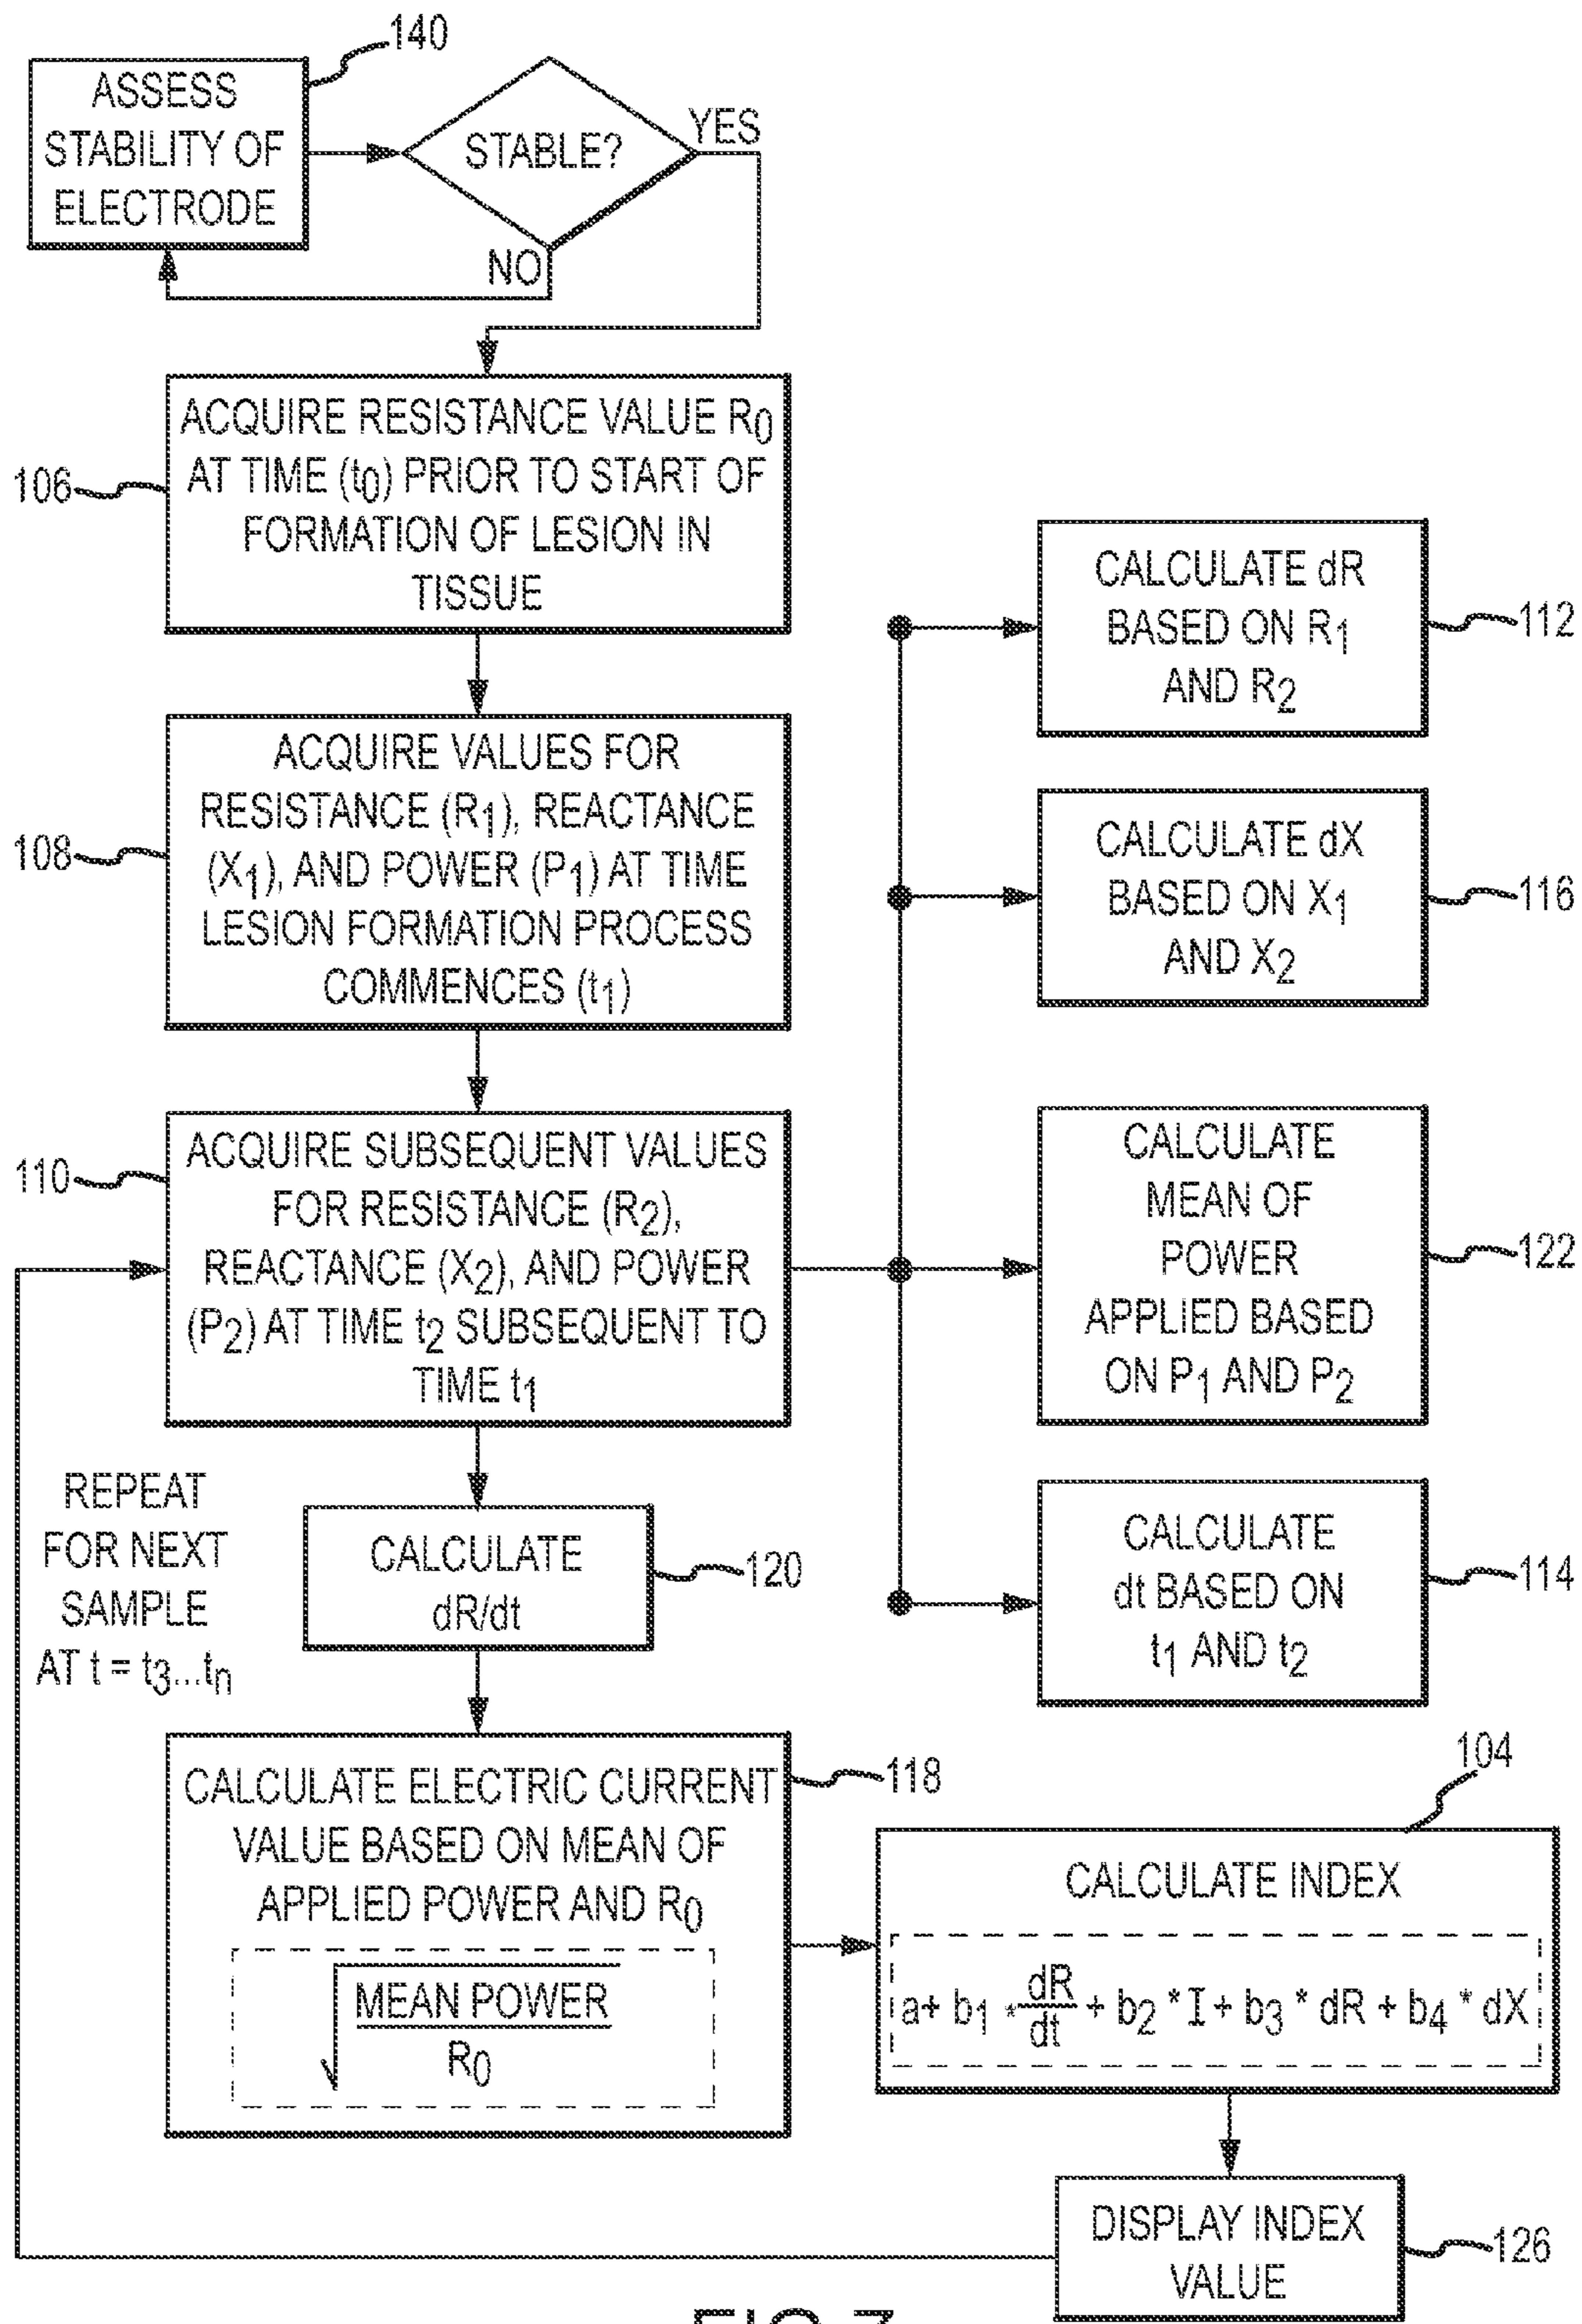 140
ASSESS
STABILITY OF
ELECTRODE
STABLE?
YES
NO
106
ACQUIRE RESISTANCE VALUE R0
AT TIME (t0) PRIOR TO START OF
FORMATION OF LESION IN
TISSUE
108
ACQUIRE VALUES FOR
RESISTANCE (R1), REACTANCE
(X1), AND POWER (P1) AT TIME
LESION FORMATION PROCESS
COMMENCES (t1)
110
ACQUIRE SUBSEQUENT VALUES
FOR RESISTANCE (R2),
REACTANCE (X2), AND POWER
(P2) AT TIME t2 SUBSEQUENT TO
TIME t1
CALCULATE dR
BASED ON R1
AND R2
112
CALCULATE dX
BASED ON X1
AND X2
116
CALCULATE
MEAN OF
POWER
APPLIED BASED
ON P1 AND P2
122
CALCULATE
dt BASED ON
t1 AND t2
114
REPEAT
FOR NEXT
SAMPLE
AT t = t3...tn
CALCULATE
dR/dt
120
CALCULATE ELECTRIC CURRENT
VALUE BASED ON MEAN OF
APPLIED POWER AND R0
√
MEAN POWER
R0
118
104
CALCULATE INDEX
a+ b1 * dR/dt + b2 * I + b3 * dR + b4 * dX
DISPLAY INDEX
VALUE
126